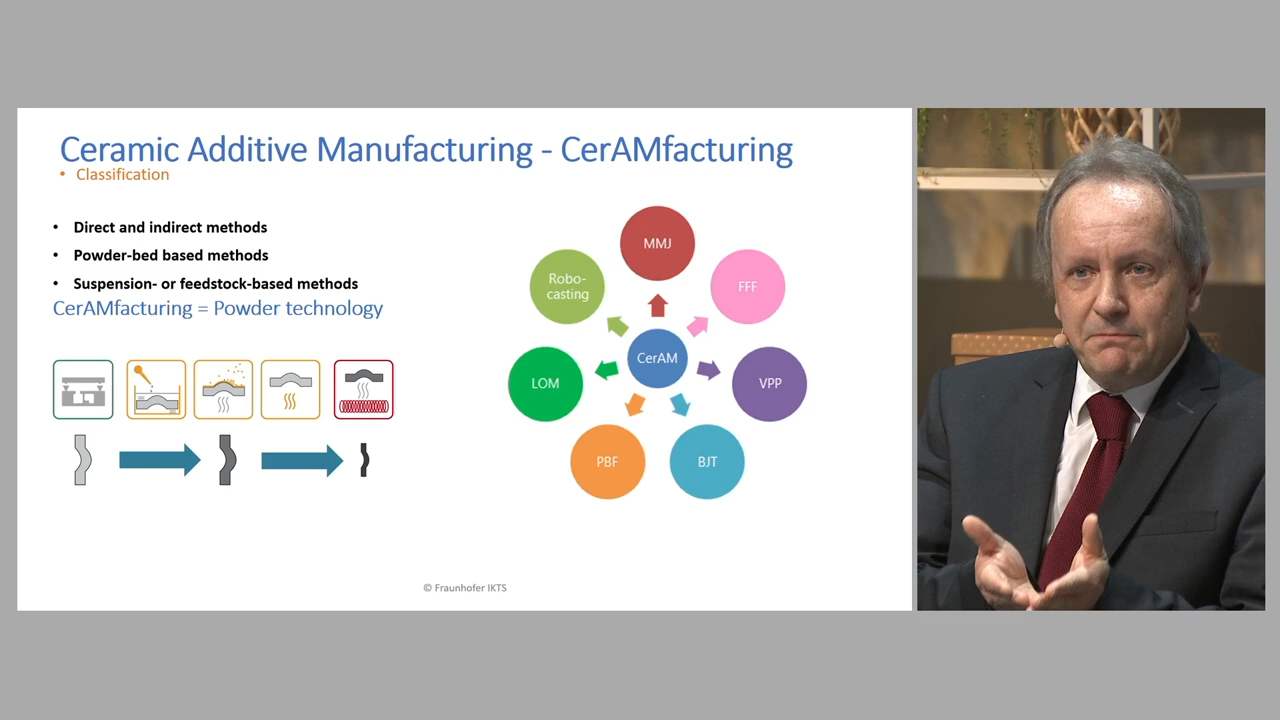 Ceramic Additive Manufacturing - CerAMfacturing
• Classification
• Direct and indirect methods
• Powder-bed based methods
• Suspension- or feedstock-based methods
CerAMfacturing = Powder technology
MMJ
Robo-
casting
FFF
CerAM
LOM
VPP
PBF
BJT
© Fraunhofer IKTS